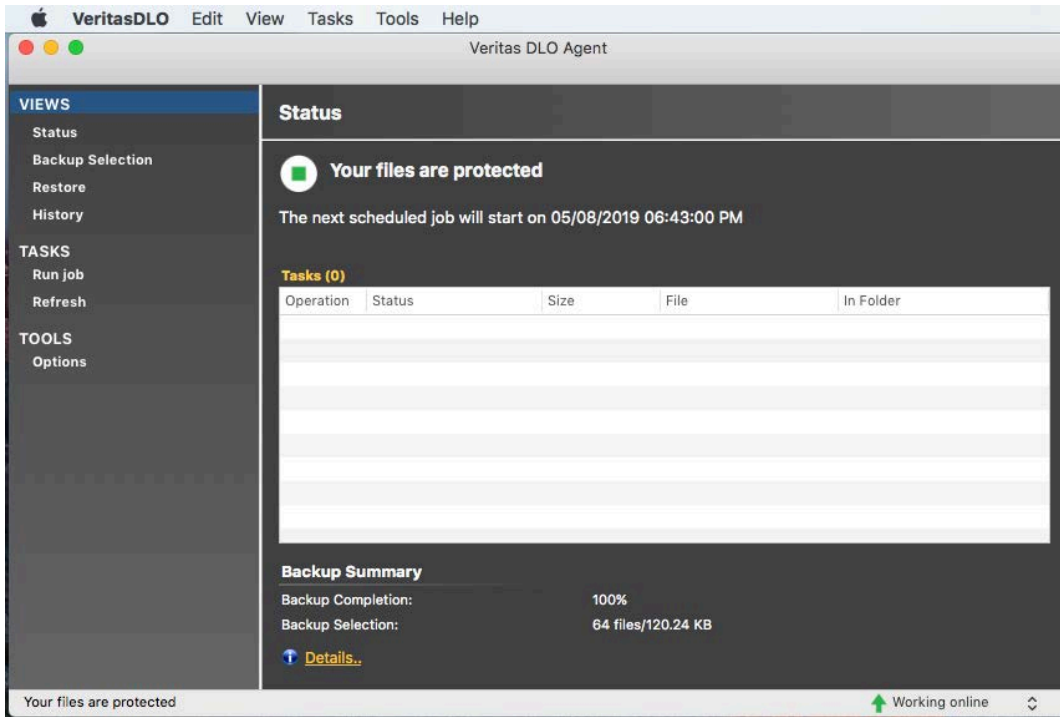 VeritasDLO Edit View Tasks Tools Help
Veritas DLO Agent
VIEWS
Status
Backup Selection
Restore
History
TASKS
Run job
Refresh
TOOLS
Options
Status
Your files are protected
The next scheduled job will start on 05/08/2019 06:43:00 PM
Tasks (0)
Operation Status Size File In Folder
Backup Summary
Backup Completion: 100%
Backup Selection: 64 files/120.24 KB
Details..
Your files are protected Working online